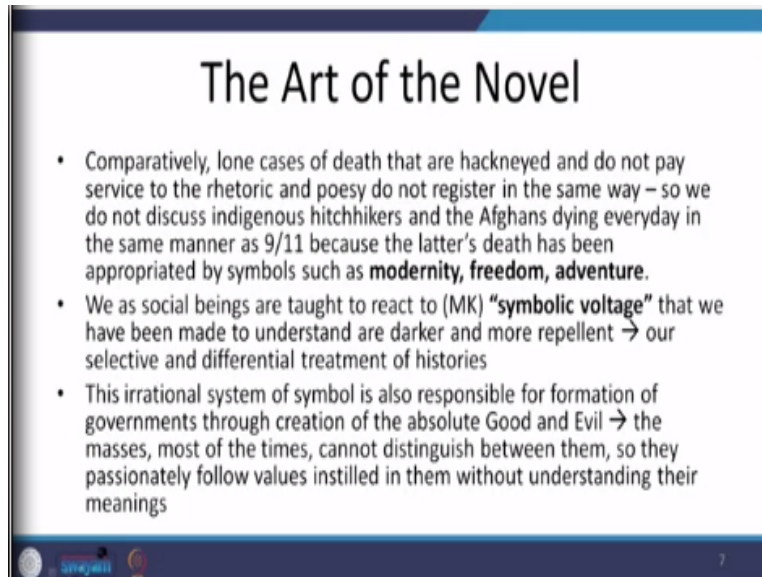 The Art of the Novel
• Comparatively, lone cases of death that are hackneyed and do not pay
service to the rhetoric and poesy do not register in the same way – so we
do not discuss indigenous hitchhikers and the Afghans dying everyday in
the same manner as 9/11 because the latter's death has been
appropriated by symbols such as modernity, freedom, adventure.
• We as social beings are taught to react to (MK) “symbolic voltage” that we
have been made to understand are darker and more repellent → our
selective and differential treatment of histories
• This irrational system of symbol is also responsible for formation of
governments through creation of the absolute Good and Evil → the
masses, most of the times, cannot distinguish between them, so they
passionately follow values instilled in them without understanding their
meanings
swayam
7